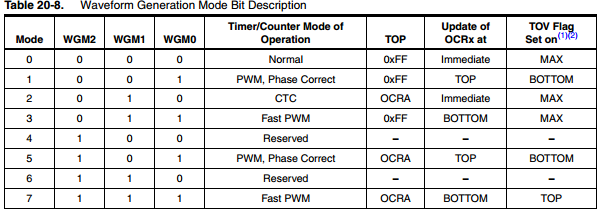 Table 20-8. Waveform Generation Mode Bit Description
Mode WGM2 WGM1 WGM0 Timer/Counter Mode of Operation TOP Update of OCRx at TOV Flag Set on(1)(2)
0 0 0 0 Normal 0xFF Immediate MAX
1 0 0 1 PWM, Phase Correct 0xFF TOP BOTTOM
2 0 1 0 CTC OCRA Immediate MAX
3 0 1 1 Fast PWM 0xFF BOTTOM MAX
4 1 0 0 Reserved – – –
5 1 0 1 PWM, Phase Correct OCRA TOP BOTTOM
6 1 1 0 Reserved – – –
7 1 1 1 Fast PWM OCRA BOTTOM TOP